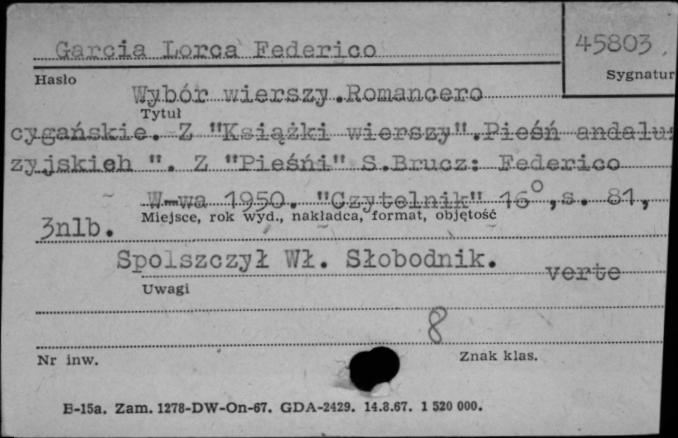 Garcia Lorca Federico
45803
Hasło
Sygnatur
Wybór wierszy.Romancero
Tytuł
cygańskie. Z "Książki wierszy".Pieśń andalu
zyjskich ". Z "Pieśni" S.Brucz: Federico
W-wa 1950. "Czytelnik" 16°,s. 81,
Miejsce, rok wyd., nakładca, format, objętość
3nlb.
Spolszczył Wł. Słobodnik.
verte
Uwagi
8
Nr inw.
Znak klas.
B-15a. Zam. 1278-DW-On-67. GDA-2429. 14.8.67. 1 520 000.